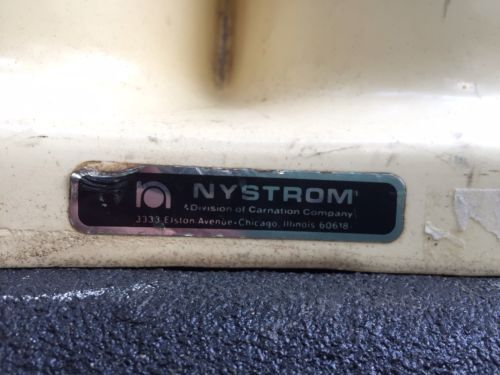 NYSTROM
A Division of Carnation Company
3333 Elston Avenue-Chicago, Illinois 60618